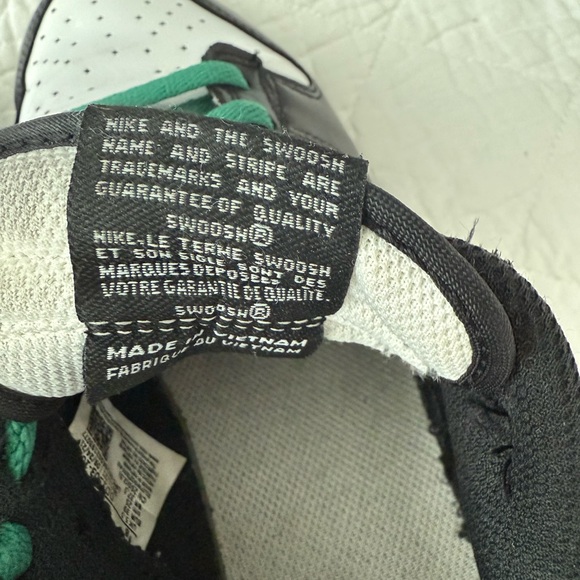 NIKE AND THE SWOOSH
NAME AND STRIPE ARE
TRADEMARKS AND YOUR
GUARANTEE OF QUALITY
SWOOSH®
NIKE, LE TERME SWOOSH
ET SON SIGLE SONT DES
MARQUES DEPOSEES
VOTRE GARANTIE DE QUALITE.
SWOOSH®
MADE IN VIETNAM
FABRIQUE AU VIETNAM